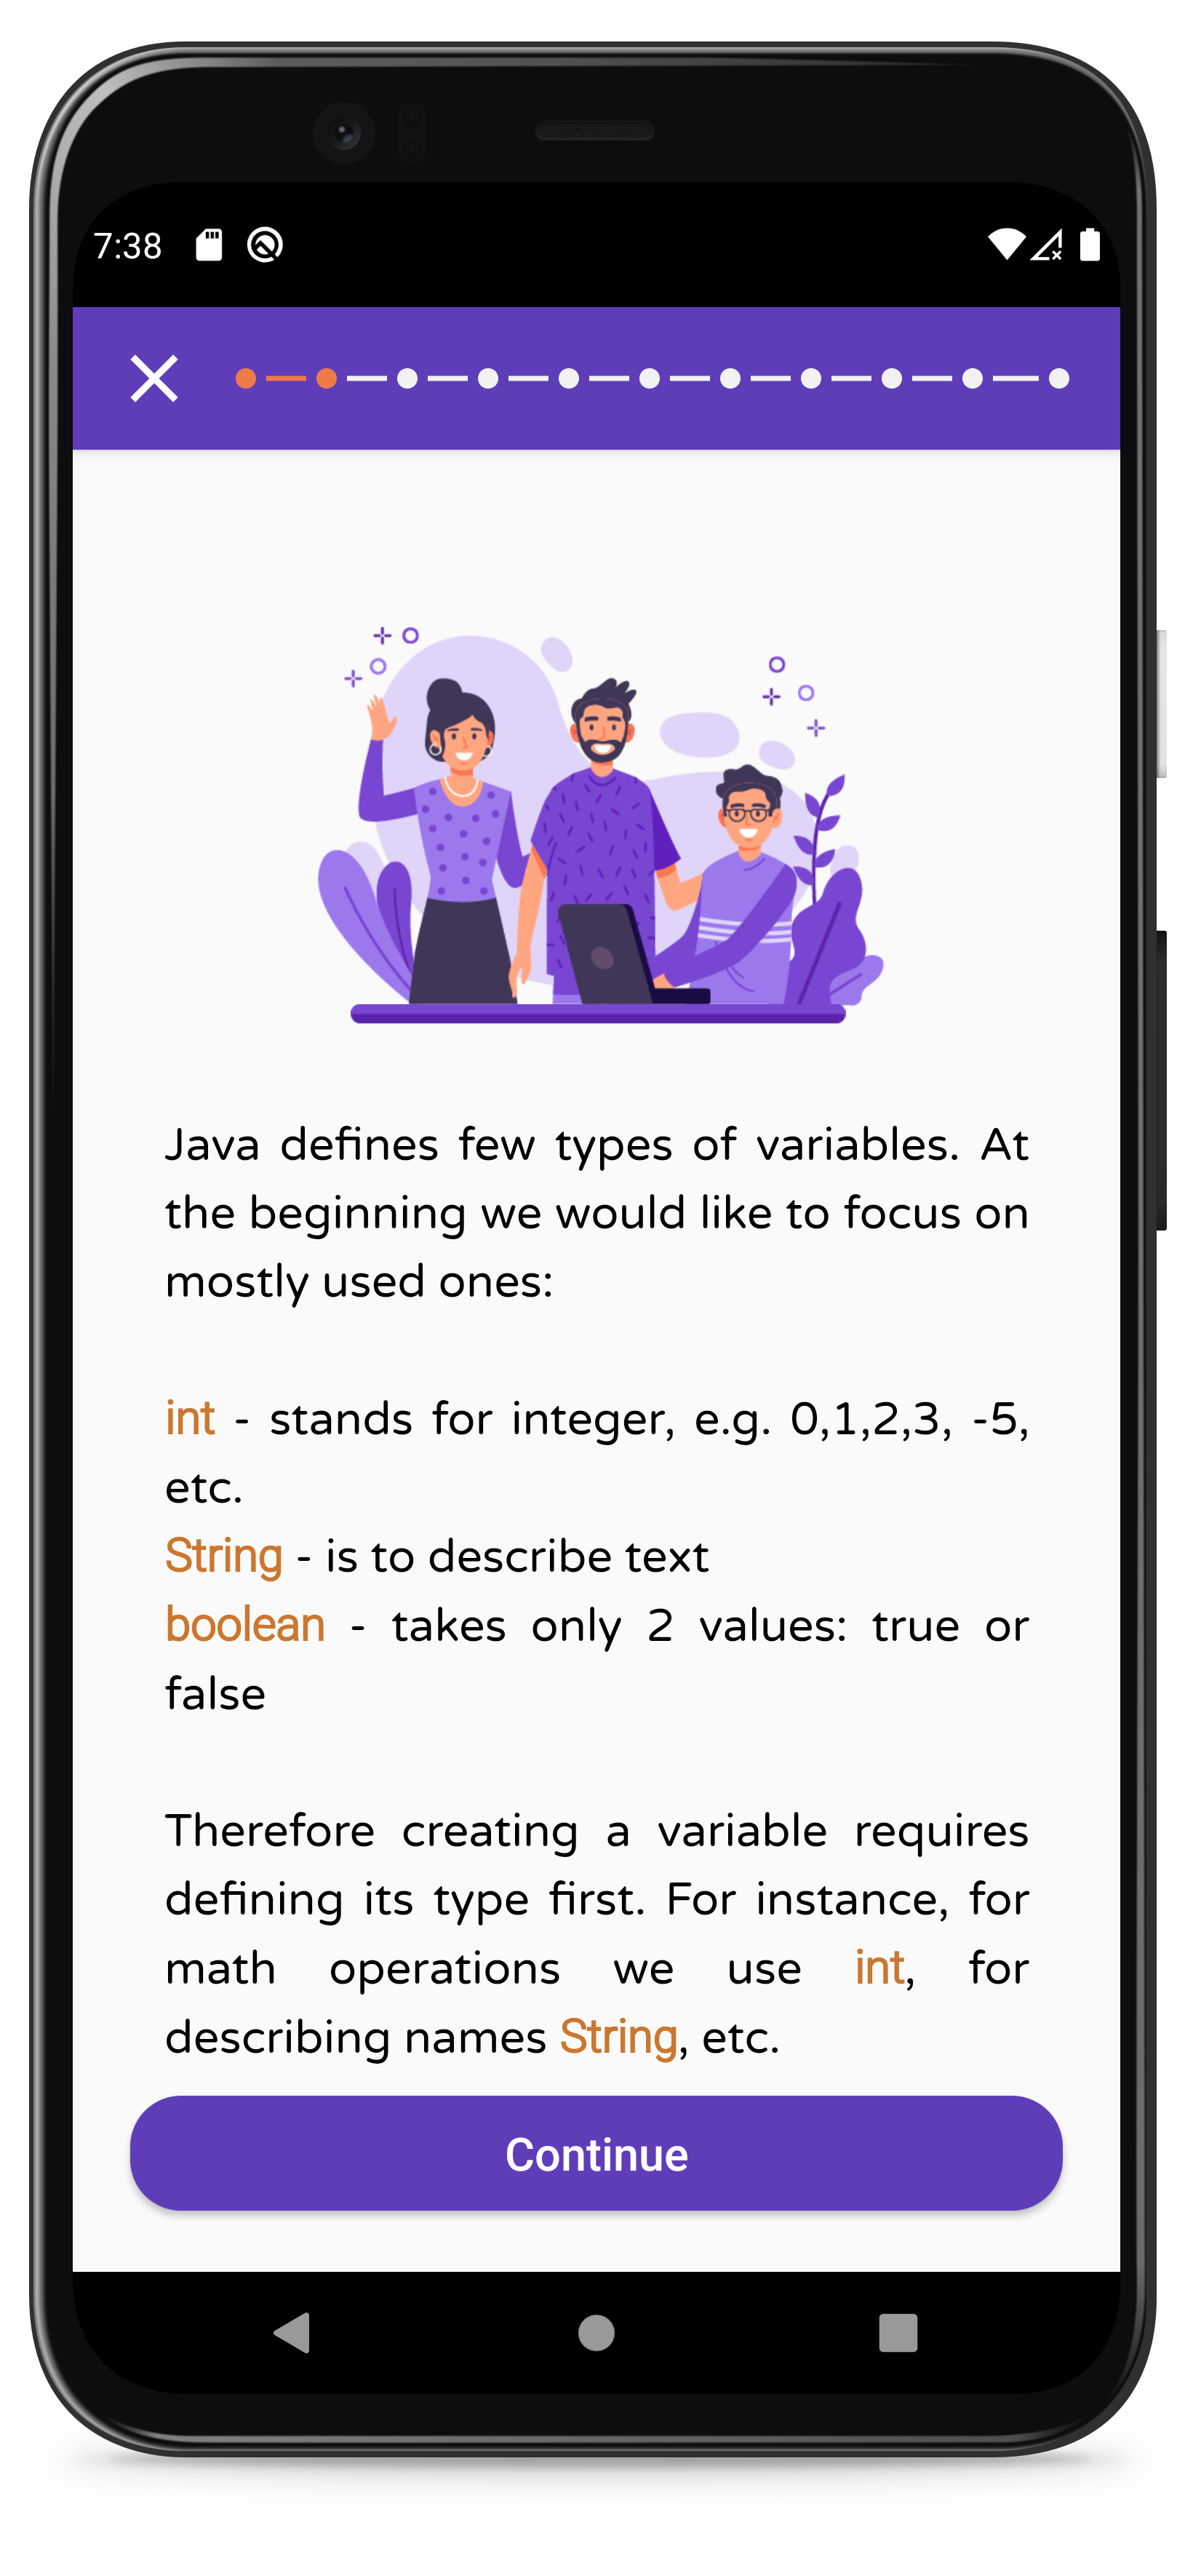 7:38
Java defines few types of variables. At
the beginning we would like to focus on
mostly used ones:
int - stands for integer, e.g. 0,1,2,3, -5,
etc.
String - is to describe text
boolean - takes only 2 values: true or
false
Therefore creating a variable requires
defining its type first. For instance, for
math operations we use int, for
describing names String, etc.
Continue